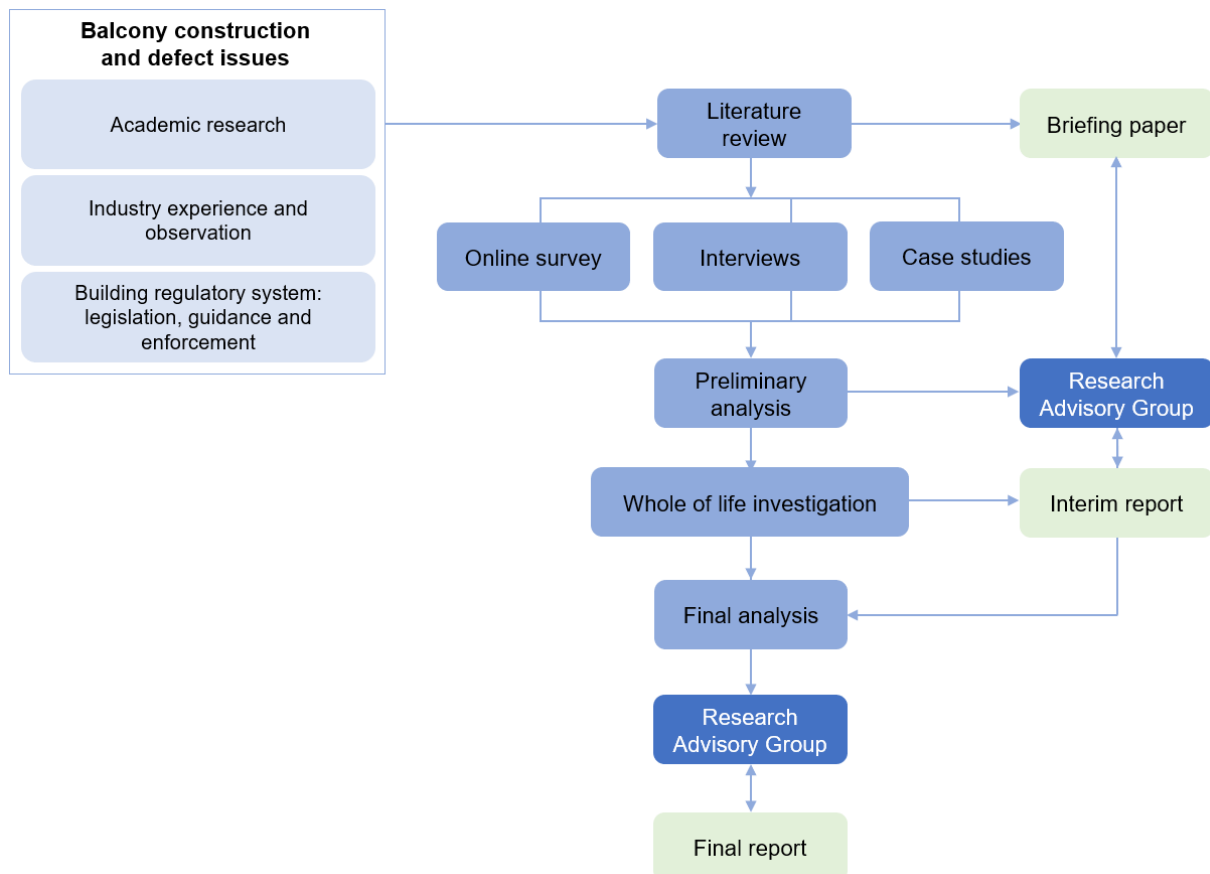 Balcony construction
and defect issues
Academic research
Industry experience and
observation
Building regulatory system:
legislation, guidance and
enforcement
Literature
review
Briefing paper
Online survey
Interviews
Case studies
Preliminary
analysis
Research
Advisory Group
Whole of life investigation
Interim report
Final analysis
Research
Advisory Group
Final report